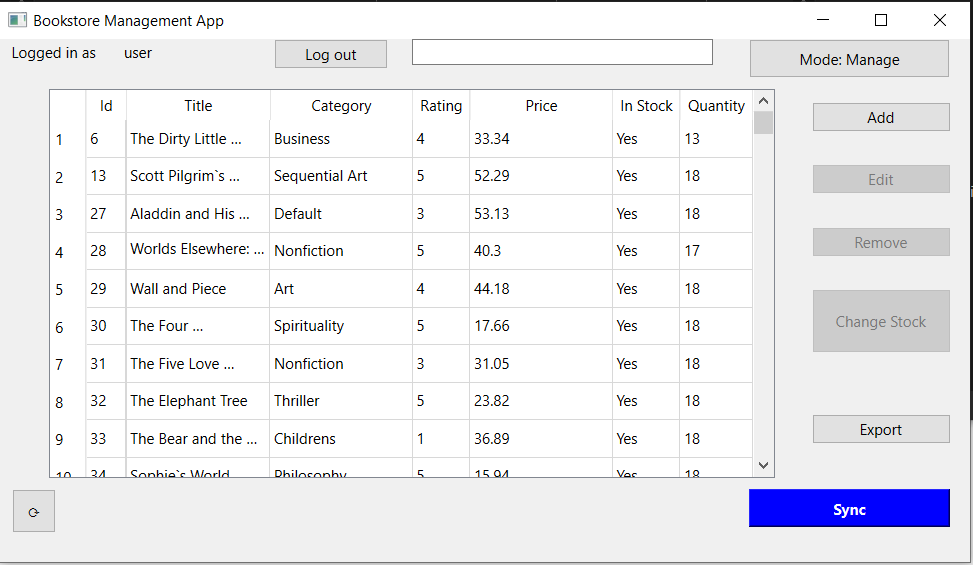 Bookstore Management App
Logged in as user Log out Mode: Manage
Id Title Category Rating Price In Stock Quantity
1 6 The Dirty Little ... Business 4 33.34 Yes 13
2 13 Scott Pilgrim`s ... Sequential Art 5 52.29 Yes 18
3 27 Aladdin and His ... Default 3 53.13 Yes 18
4 28 Worlds Elsewhere: ... Nonfiction 5 40.3 Yes 17
5 29 Wall and Piece Art 4 44.18 Yes 18
6 30 The Four ... Spirituality 5 17.66 Yes 18
7 31 The Five Love ... Nonfiction 3 31.05 Yes 18
8 32 The Elephant Tree Thriller 5 23.82 Yes 18
9 33 The Bear and the ... Childrens 1 36.89 Yes 18
10 34 Sophie`s World Philosophy 5 15.94 Yes 18
Add
Edit
Remove
Change Stock
Export
Sync